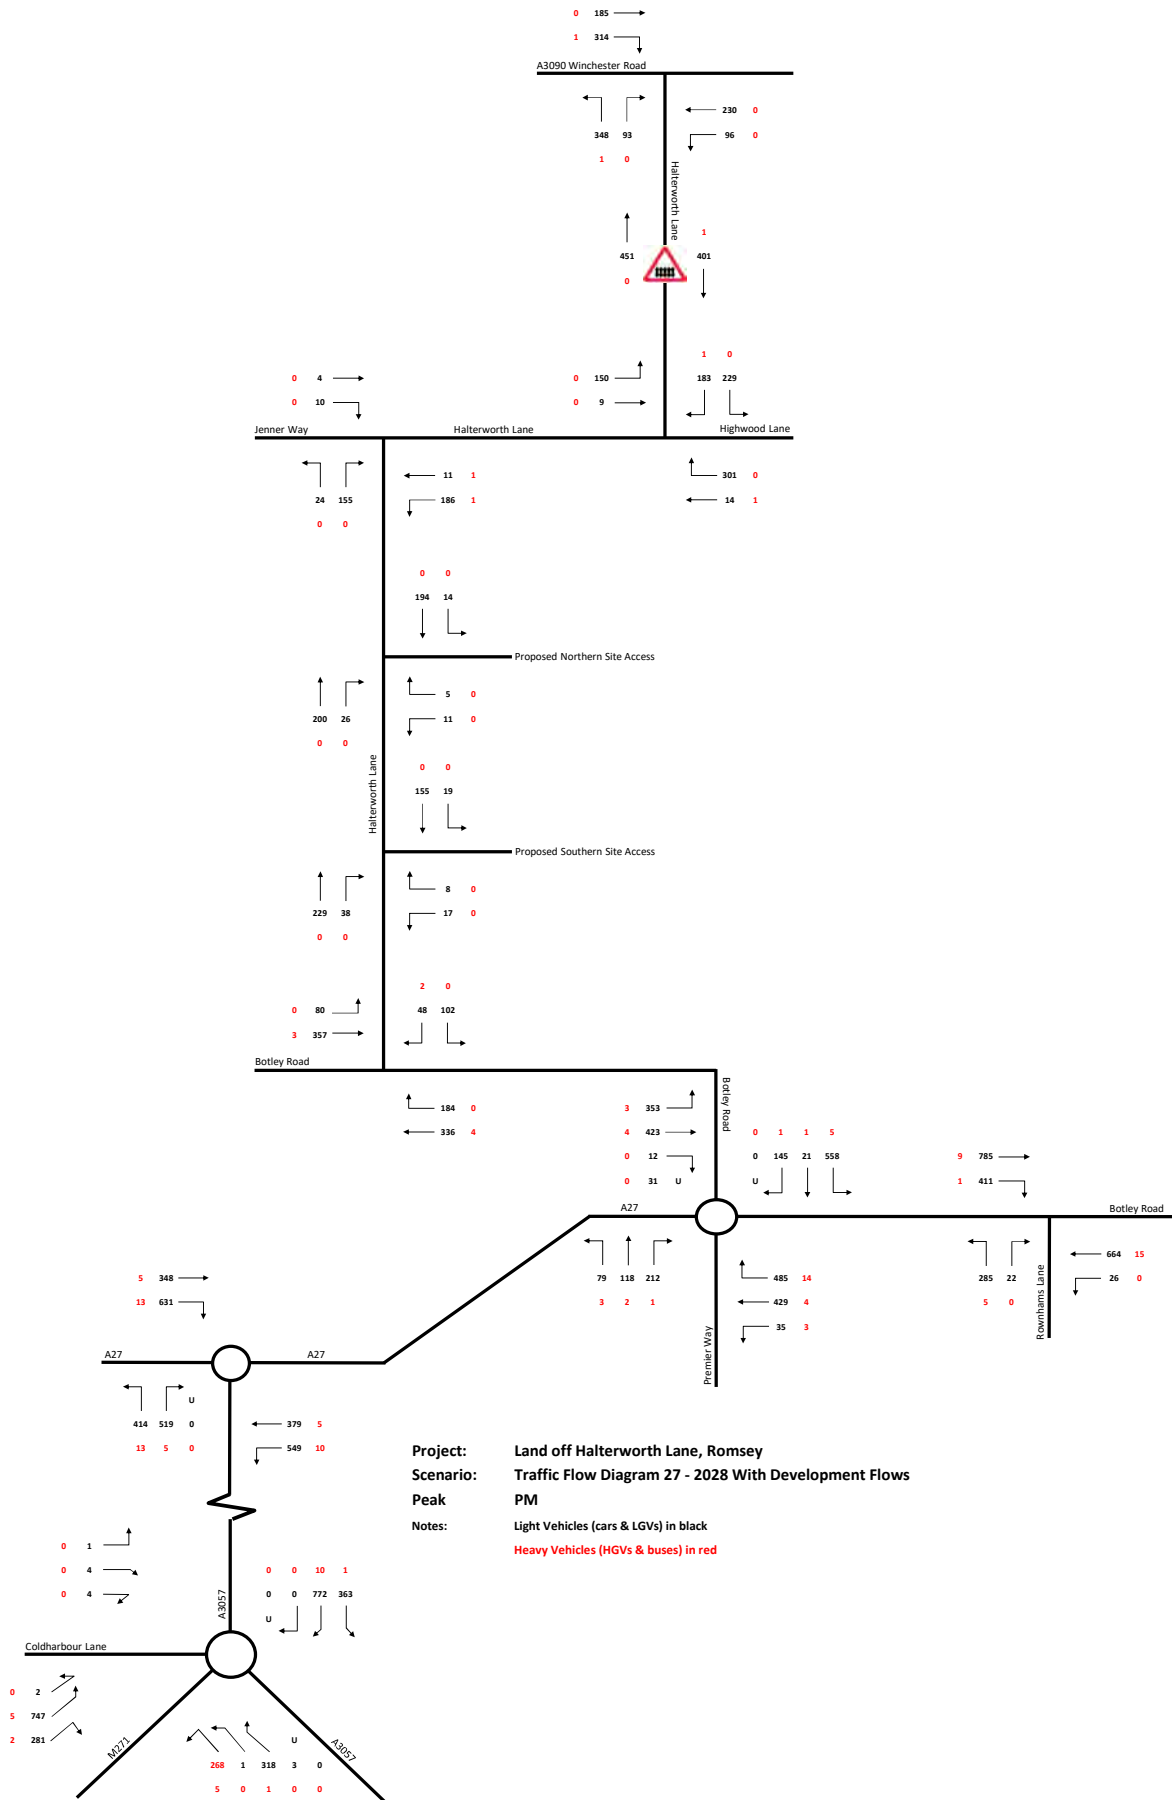 0 185
1 314
A3090 Winchester Road
230 0
348 93
96 0
1 0
Halterworth Lane
1
451
401
0
1 0
0 4
0 150
183 229
0 10
0 9
Jenner Way
Halterworth Lane
Highwood Lane
11 1
301 0
24 155
186 1
14 1
0 0
0 0
194 14
Proposed Northern Site Access
5 0
200 26
11 0
0 0
Halterworth Lane
0 0
155 19
Proposed Southern Site Access
8 0
229 38
17 0
0 0
2 0
0 80
48 102
3 357
Botley Road
Botley Road
184 0
3 353
336 4
4 423
0 1 1 5
0 12
0 145 21 558
9 785
0 31 U
U
1 411
A27
Botley Road
664 15
5 348
79 118 212
485 14
285 22
26 0
13 631
3 2 1
429 4
5 0
Rownhams Lane
35 3
Premier Way
A27
A27
U
414 519 0
379 5
13 5 0
549 10
Project: Land off Halterworth Lane, Romsey
Scenario: Traffic Flow Diagram 27 - 2028 With Development Flows
Peak PM
Notes: Light Vehicles (cars & LGVs) in black
Heavy Vehicles (HGVs & buses) in red
0 1
0 4
0 0 10 1
0 4
0 0 772 363
A3057
U
Coldharbour Lane
0 2
5 747
2 281
M271
U
A3057
268 1 318 3 0
5 0 1 0 0